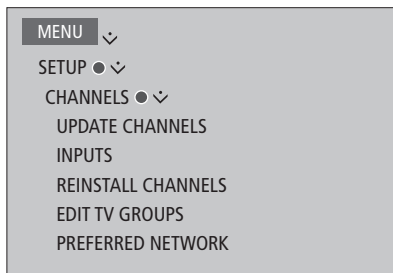 MENU
SETUP
CHANNELS
UPDATE CHANNELS
INPUTS
REINSTALL CHANNELS
EDIT TV GROUPS
PREFERRED NETWORK